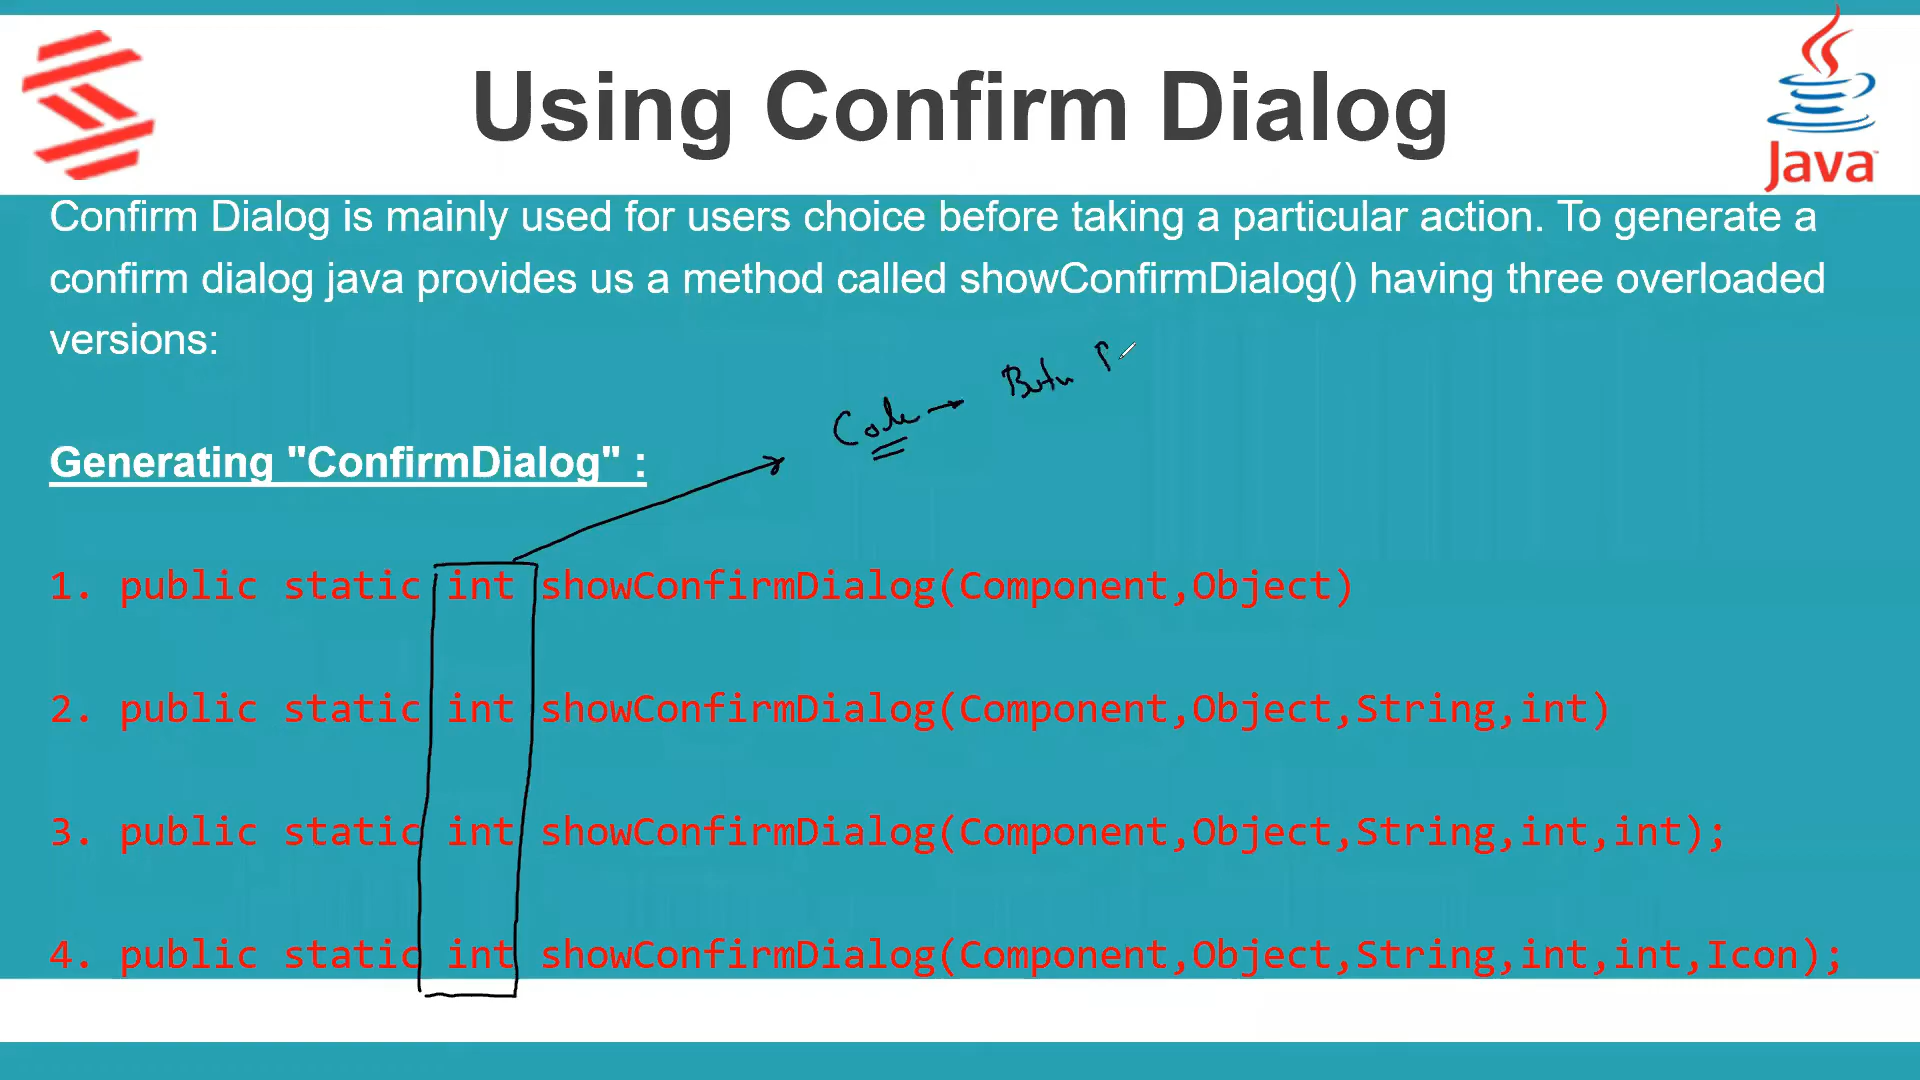 Using Confirm Dialog
Java
Confirm Dialog is mainly used for users choice before taking a particular action. To generate a
confirm dialog java provides us a method called showConfirmDialog() having three overloaded
versions:
Code
Generating "ConfirmDialog" :
1. public static int showConfirmDialog(Component,Object)
2. public static int showConfirmDialog(Component,Object,String,int)
3. public static int showConfirmDialog(Component,Object,String,int,int);
4. public static int showConfirmDialog(Component,Object,String,int,int,Icon);